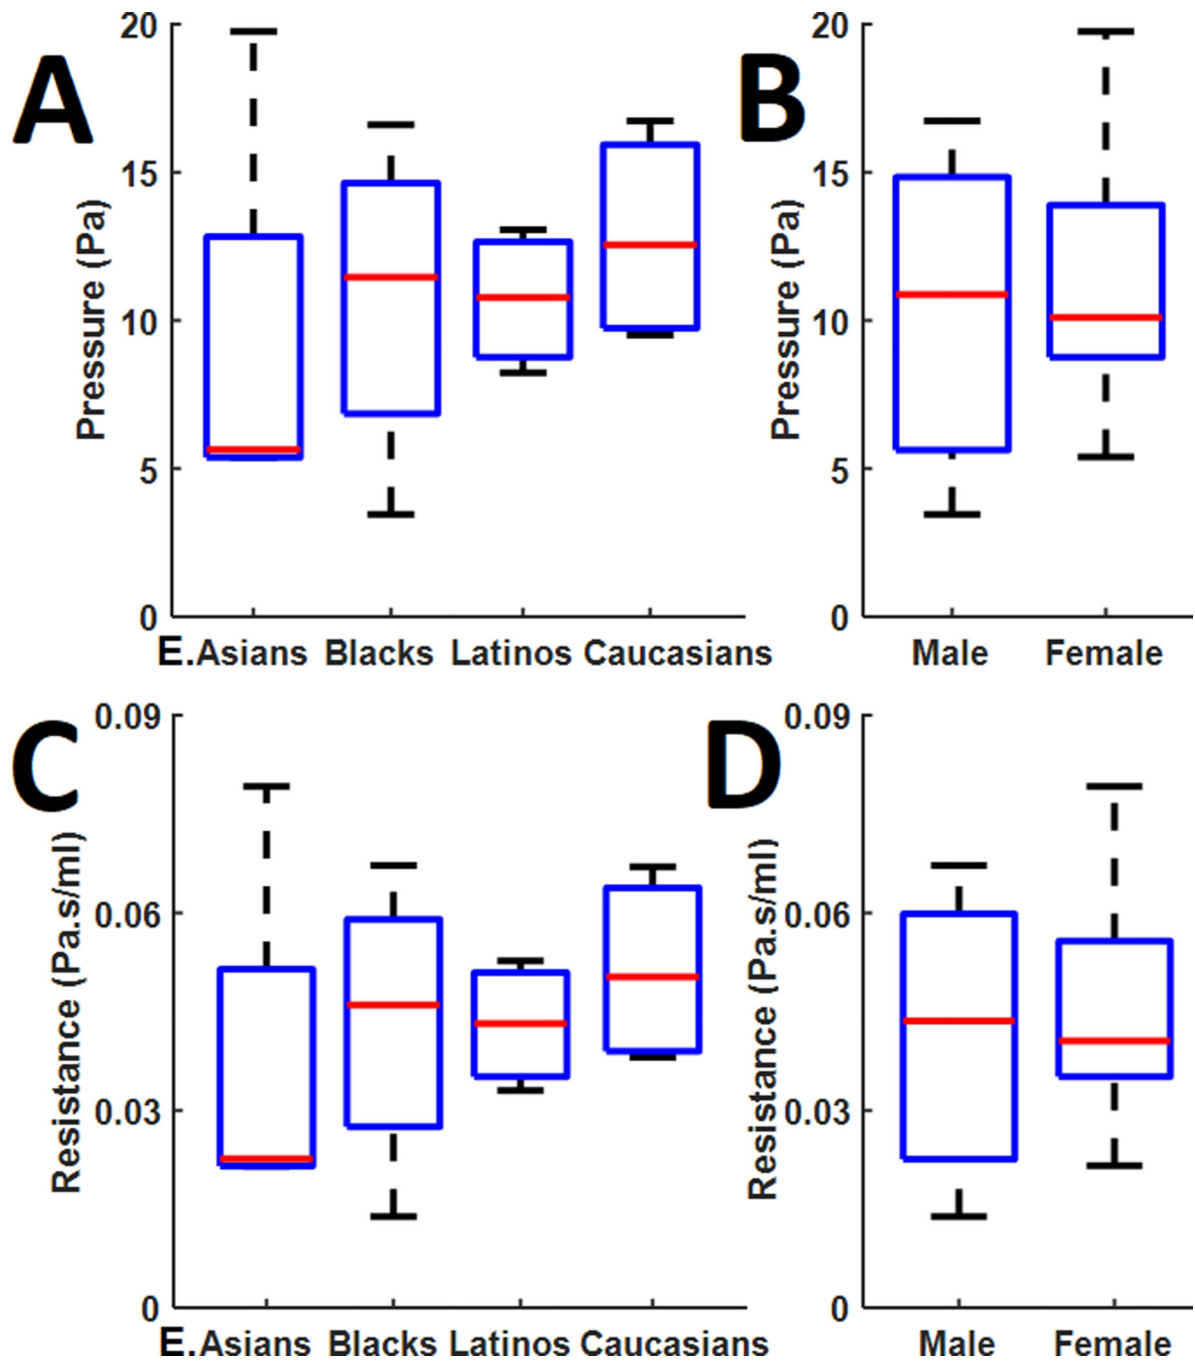 A
Pressure (Pa)
20
15
10
5
0
E.Asians Blacks Latinos Caucasians
B
Pressure (Pa)
20
15
10
5
0
Male Female
C
Resistance (Pa.s/ml)
0.09
0.06
0.03
0
E.Asians Blacks Latinos Caucasians
D
Resistance (Pa.s/ml)
0.09
0.06
0.03
0
Male Female